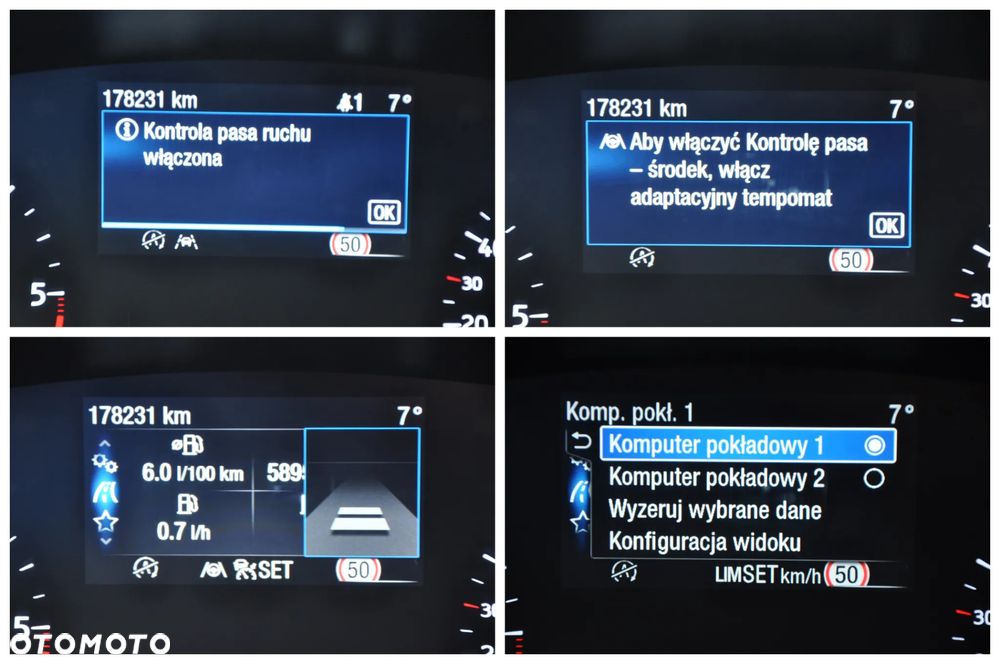 178231 km 1 7°
Kontrola pasa ruchu
włączona
OK
50
5
40
30
20
178231 km 7°
Aby włączyć Kontrolę pasa
– środek, włącz
adaptacyjny tempomat
OK
50
5
30
178231 km 7°
6.0 l/100 km 589
0.7 l/h
SET 50
5
30
2
Komp. pokł. 1 7°
Komputer pokładowy 1
Komputer pokładowy 2
Wyzeruj wybrane dane
Konfiguracja widoku
LIMSET km/h 50
30
OTOMOTO